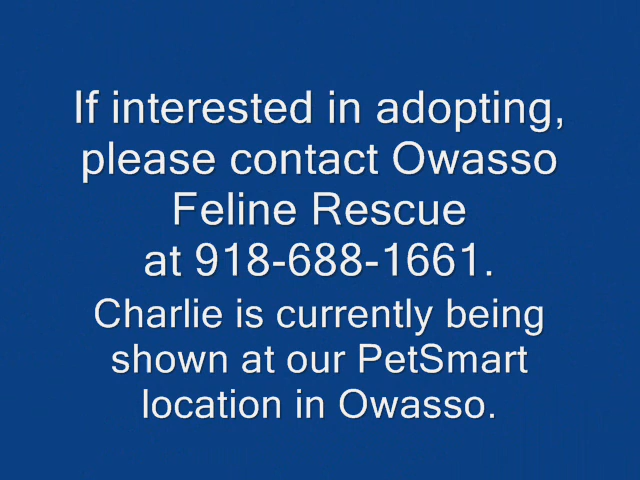 If interested in adopting,
please contact Owasso
Feline Rescue
at 918-688-1661.
Charlie is currently being
shown at our PetSmart
location in Owasso.